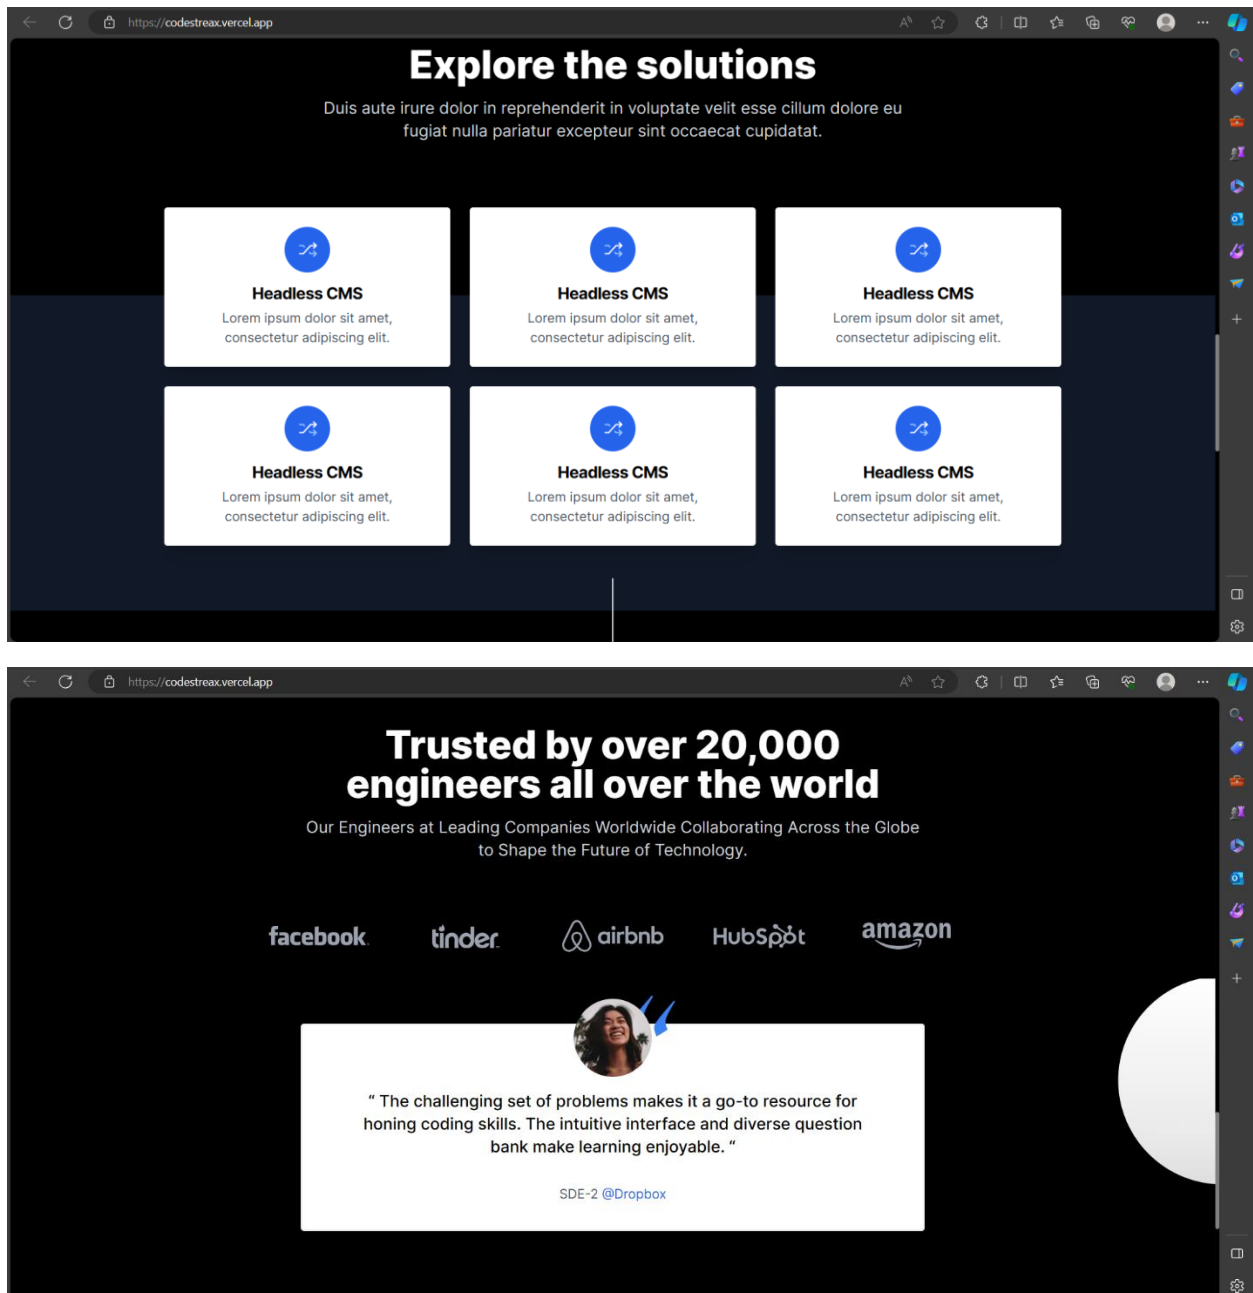 https://codestreax.vercel.app
Explore the solutions
Duis aute irure dolor in reprehenderit in voluptate velit esse cillum dolore eu
fugiat nulla pariatur excepteur sint occaecat cupidatat.
Headless CMS
Lorem ipsum dolor sit amet,
consectetur adipiscing elit.
Headless CMS
Lorem ipsum dolor sit amet,
consectetur adipiscing elit.
Headless CMS
Lorem ipsum dolor sit amet,
consectetur adipiscing elit.
Headless CMS
Lorem ipsum dolor sit amet,
consectetur adipiscing elit.
Headless CMS
Lorem ipsum dolor sit amet,
consectetur adipiscing elit.
Headless CMS
Lorem ipsum dolor sit amet,
consectetur adipiscing elit.
https://codestreax.vercel.app
Trusted by over 20,000
engineers all over the world
Our Engineers at Leading Companies Worldwide Collaborating Across the Globe
to Shape the Future of Technology.
facebook. tinder. airbnb HubSpot amazon
“ The challenging set of problems makes it a go-to resource for
honing coding skills. The intuitive interface and diverse question
bank make learning enjoyable. “
SDE-2 @Dropbox